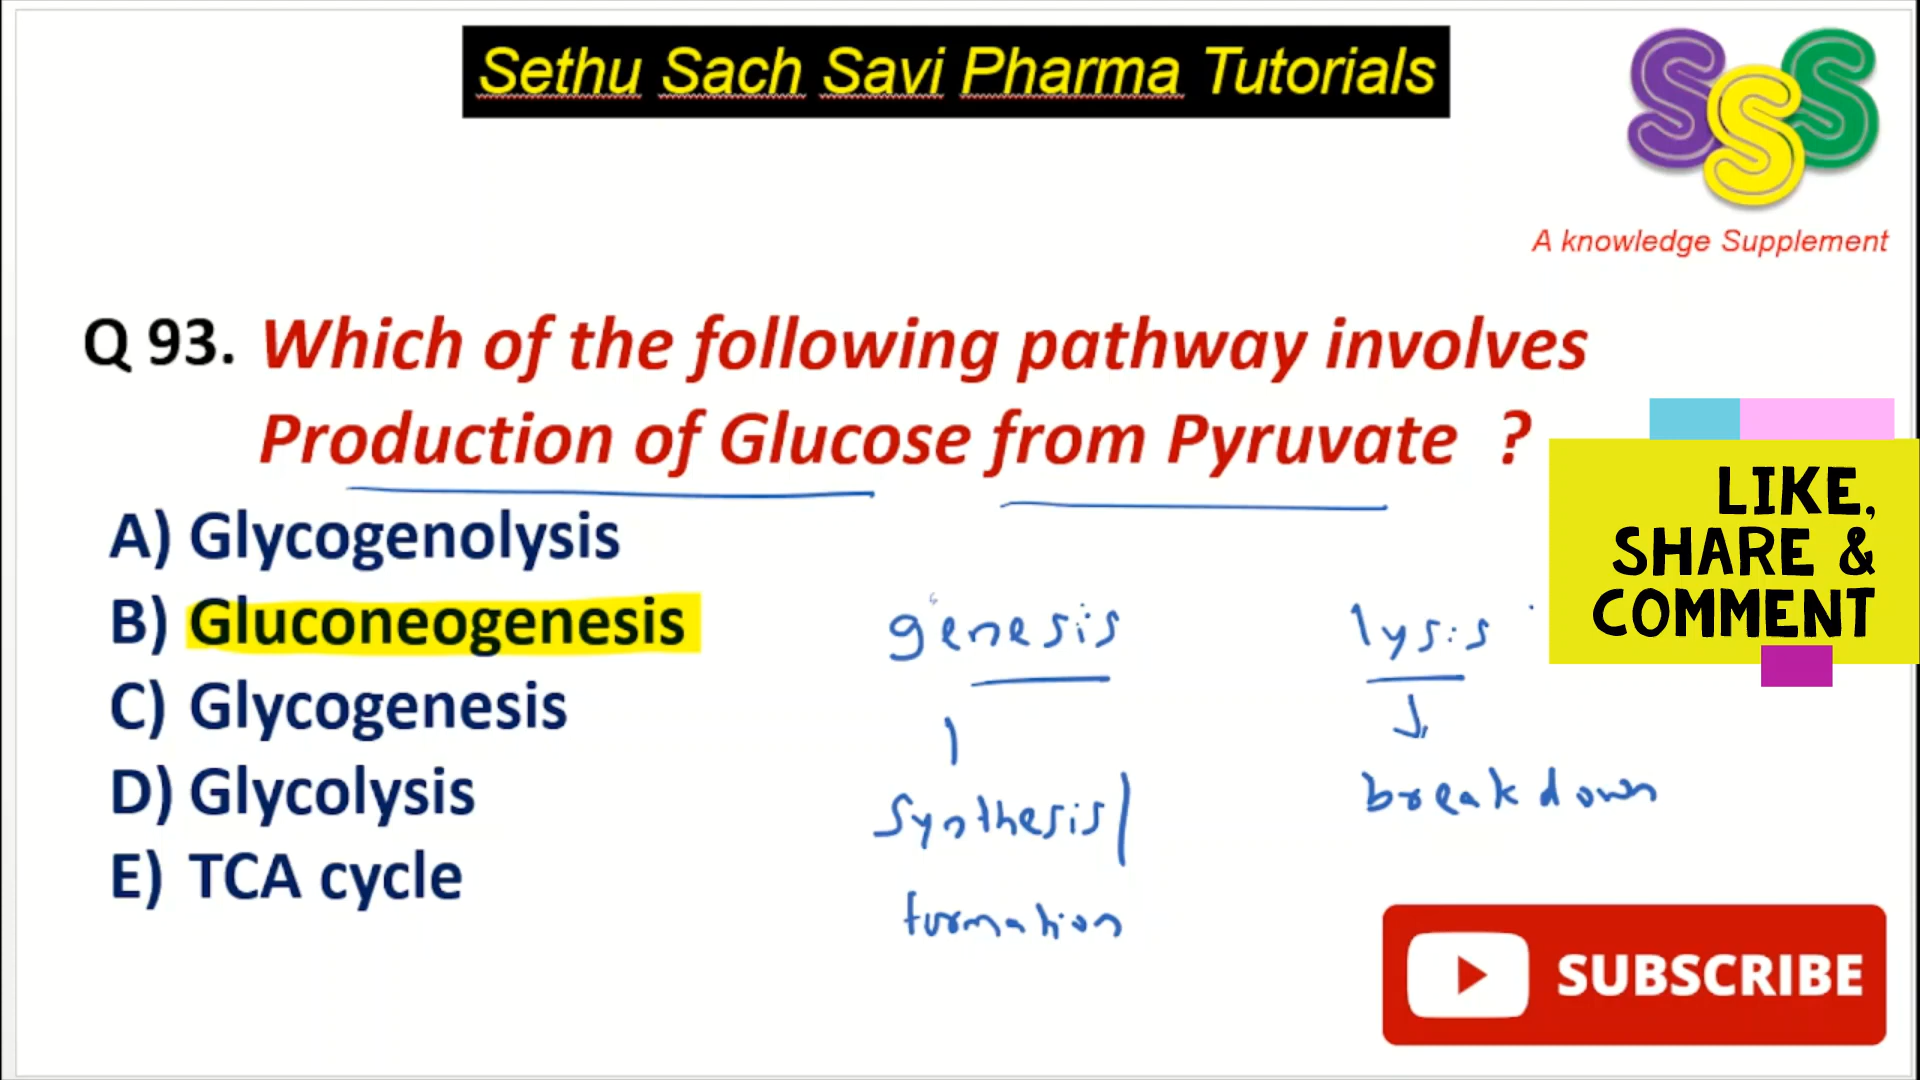 Sethu Sach Savi Pharma Tutorials
SSS
A knowledge Supplement
Q 93. Which of the following pathway involves
Production of Glucose from Pyruvate ?
A) Glycogenolysis
B) Gluconeogenesis
C) Glycogenesis
D) Glycolysis
E) TCA cycle
genesis
synthesis/
formation
lysis
breakdown
LIKE,
SHARE &
COMMENT
SUBSCRIBE